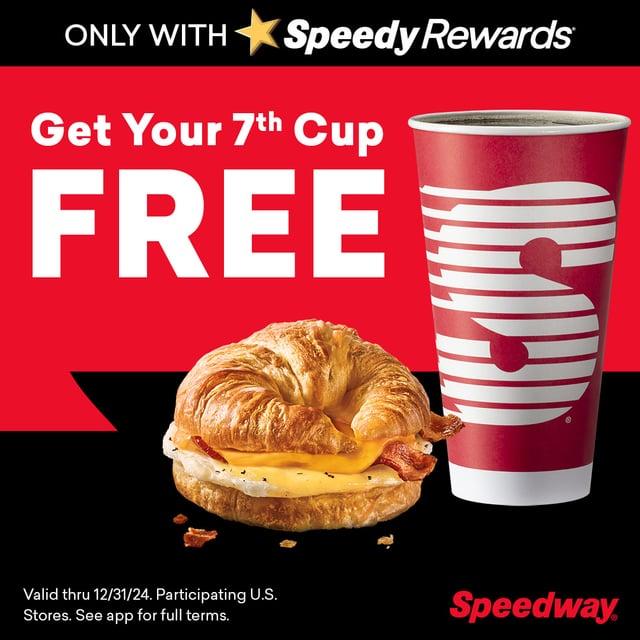 ONLY WITH Speedy Rewards
Get Your 7th Cup
FREE
S
®
Valid thru 12/31/24. Participating U.S.
Stores. See app for full terms.
Speedway®